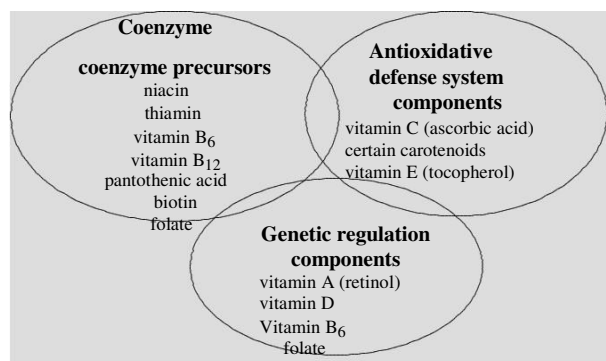 Coenzyme
coenzyme precursors
niacin
thiamin
vitamin B6
vitamin B12
pantothenic acid
biotin
folate
Antioxidative
defense system
components
vitamin C (ascorbic acid)
certain carotenoids
vitamin E (tocopherol)
Genetic regulation
components
vitamin A (retinol)
vitamin D
Vitamin B6
folate